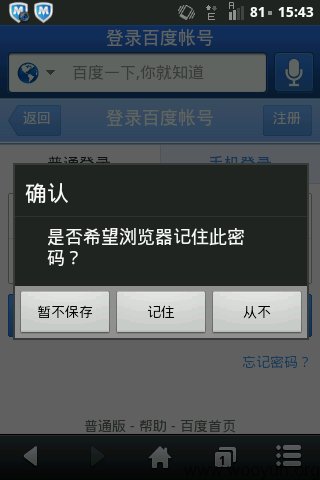 81 15:43
登录百度帐号
百度一下,你就知道
返回
登录百度帐号
注册
普通登录
手机登录
确认
是否希望浏览器记住此密
码？
暂不保存
记住
从不
忘记密码？
普通版 - 帮助 - 百度首页
1